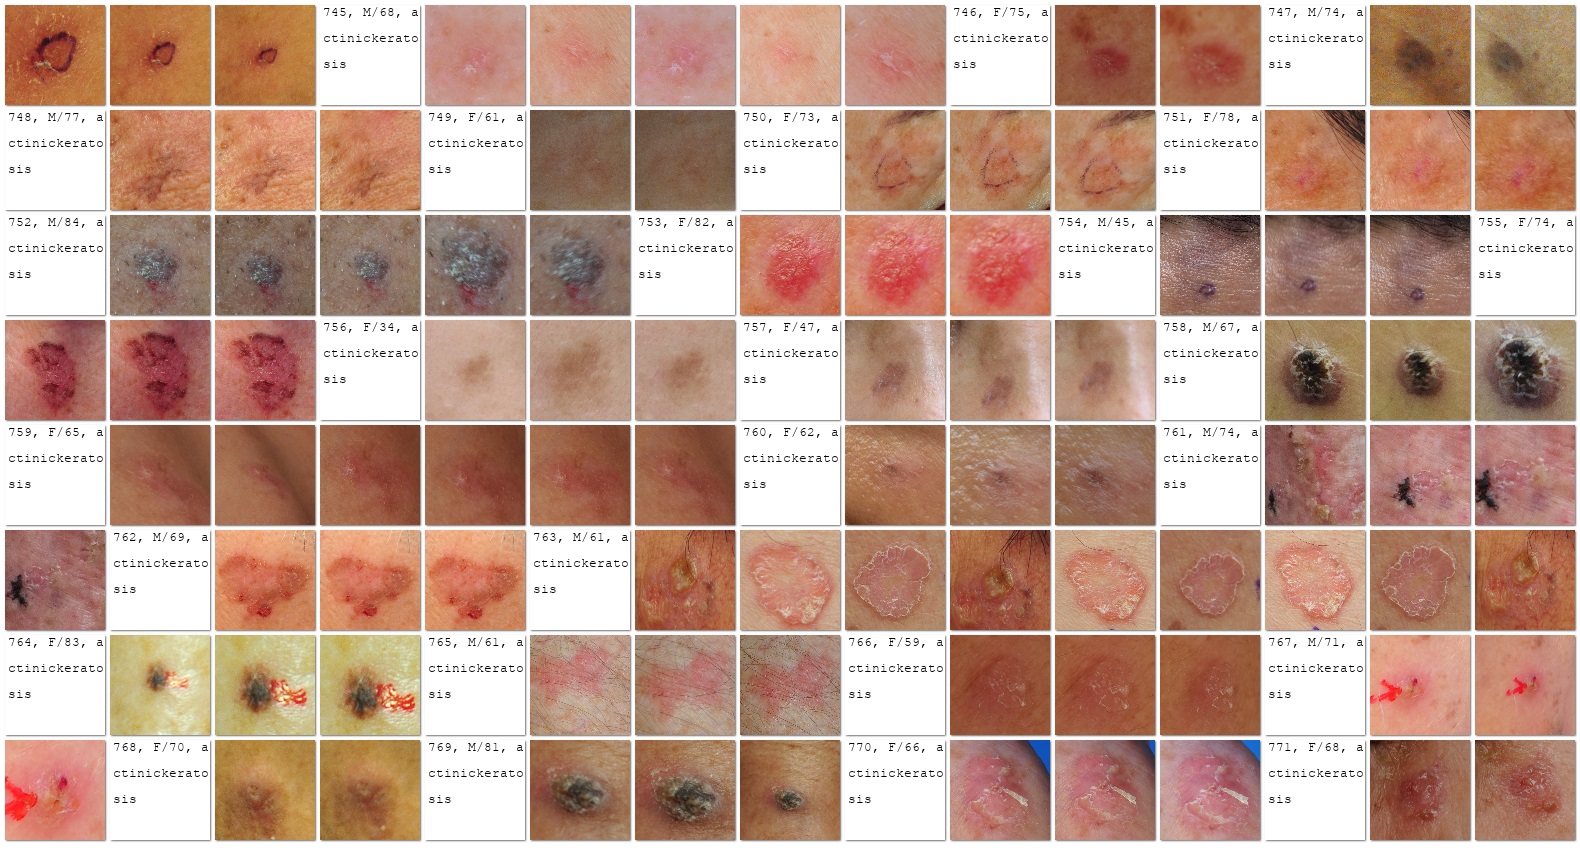 745, M/68, a
ctinickerato
sis
746, F/75, a
ctinickerato
sis
747, M/74, a
ctinickerato
sis
748, M/77, a
ctinickerato
sis
749, F/61, a
ctinickerato
sis
750, F/73, a
ctinickerato
sis
751, F/78, a
ctinickerato
sis
752, M/84, a
ctinickerato
sis
753, F/82, a
ctinickerato
sis
754, M/45, a
ctinickerato
sis
755, F/74, a
ctinickerato
sis
756, F/34, a
ctinickerato
sis
757, F/47, a
ctinickerato
sis
758, M/67, a
ctinickerato
sis
759, F/65, a
ctinickerato
sis
760, F/62, a
ctinickerato
sis
761, M/74, a
ctinickerato
sis
762, M/69, a
ctinickerato
sis
763, M/61, a
ctinickerato
sis
764, F/83, a
ctinickerato
sis
765, M/61, a
ctinickerato
sis
766, F/59, a
ctinickerato
sis
767, M/71, a
ctinickerato
sis
768, F/70, a
ctinickerato
sis
769, M/81, a
ctinickerato
sis
770, F/66, a
ctinickerato
sis
771, F/68, a
ctinickerato
sis